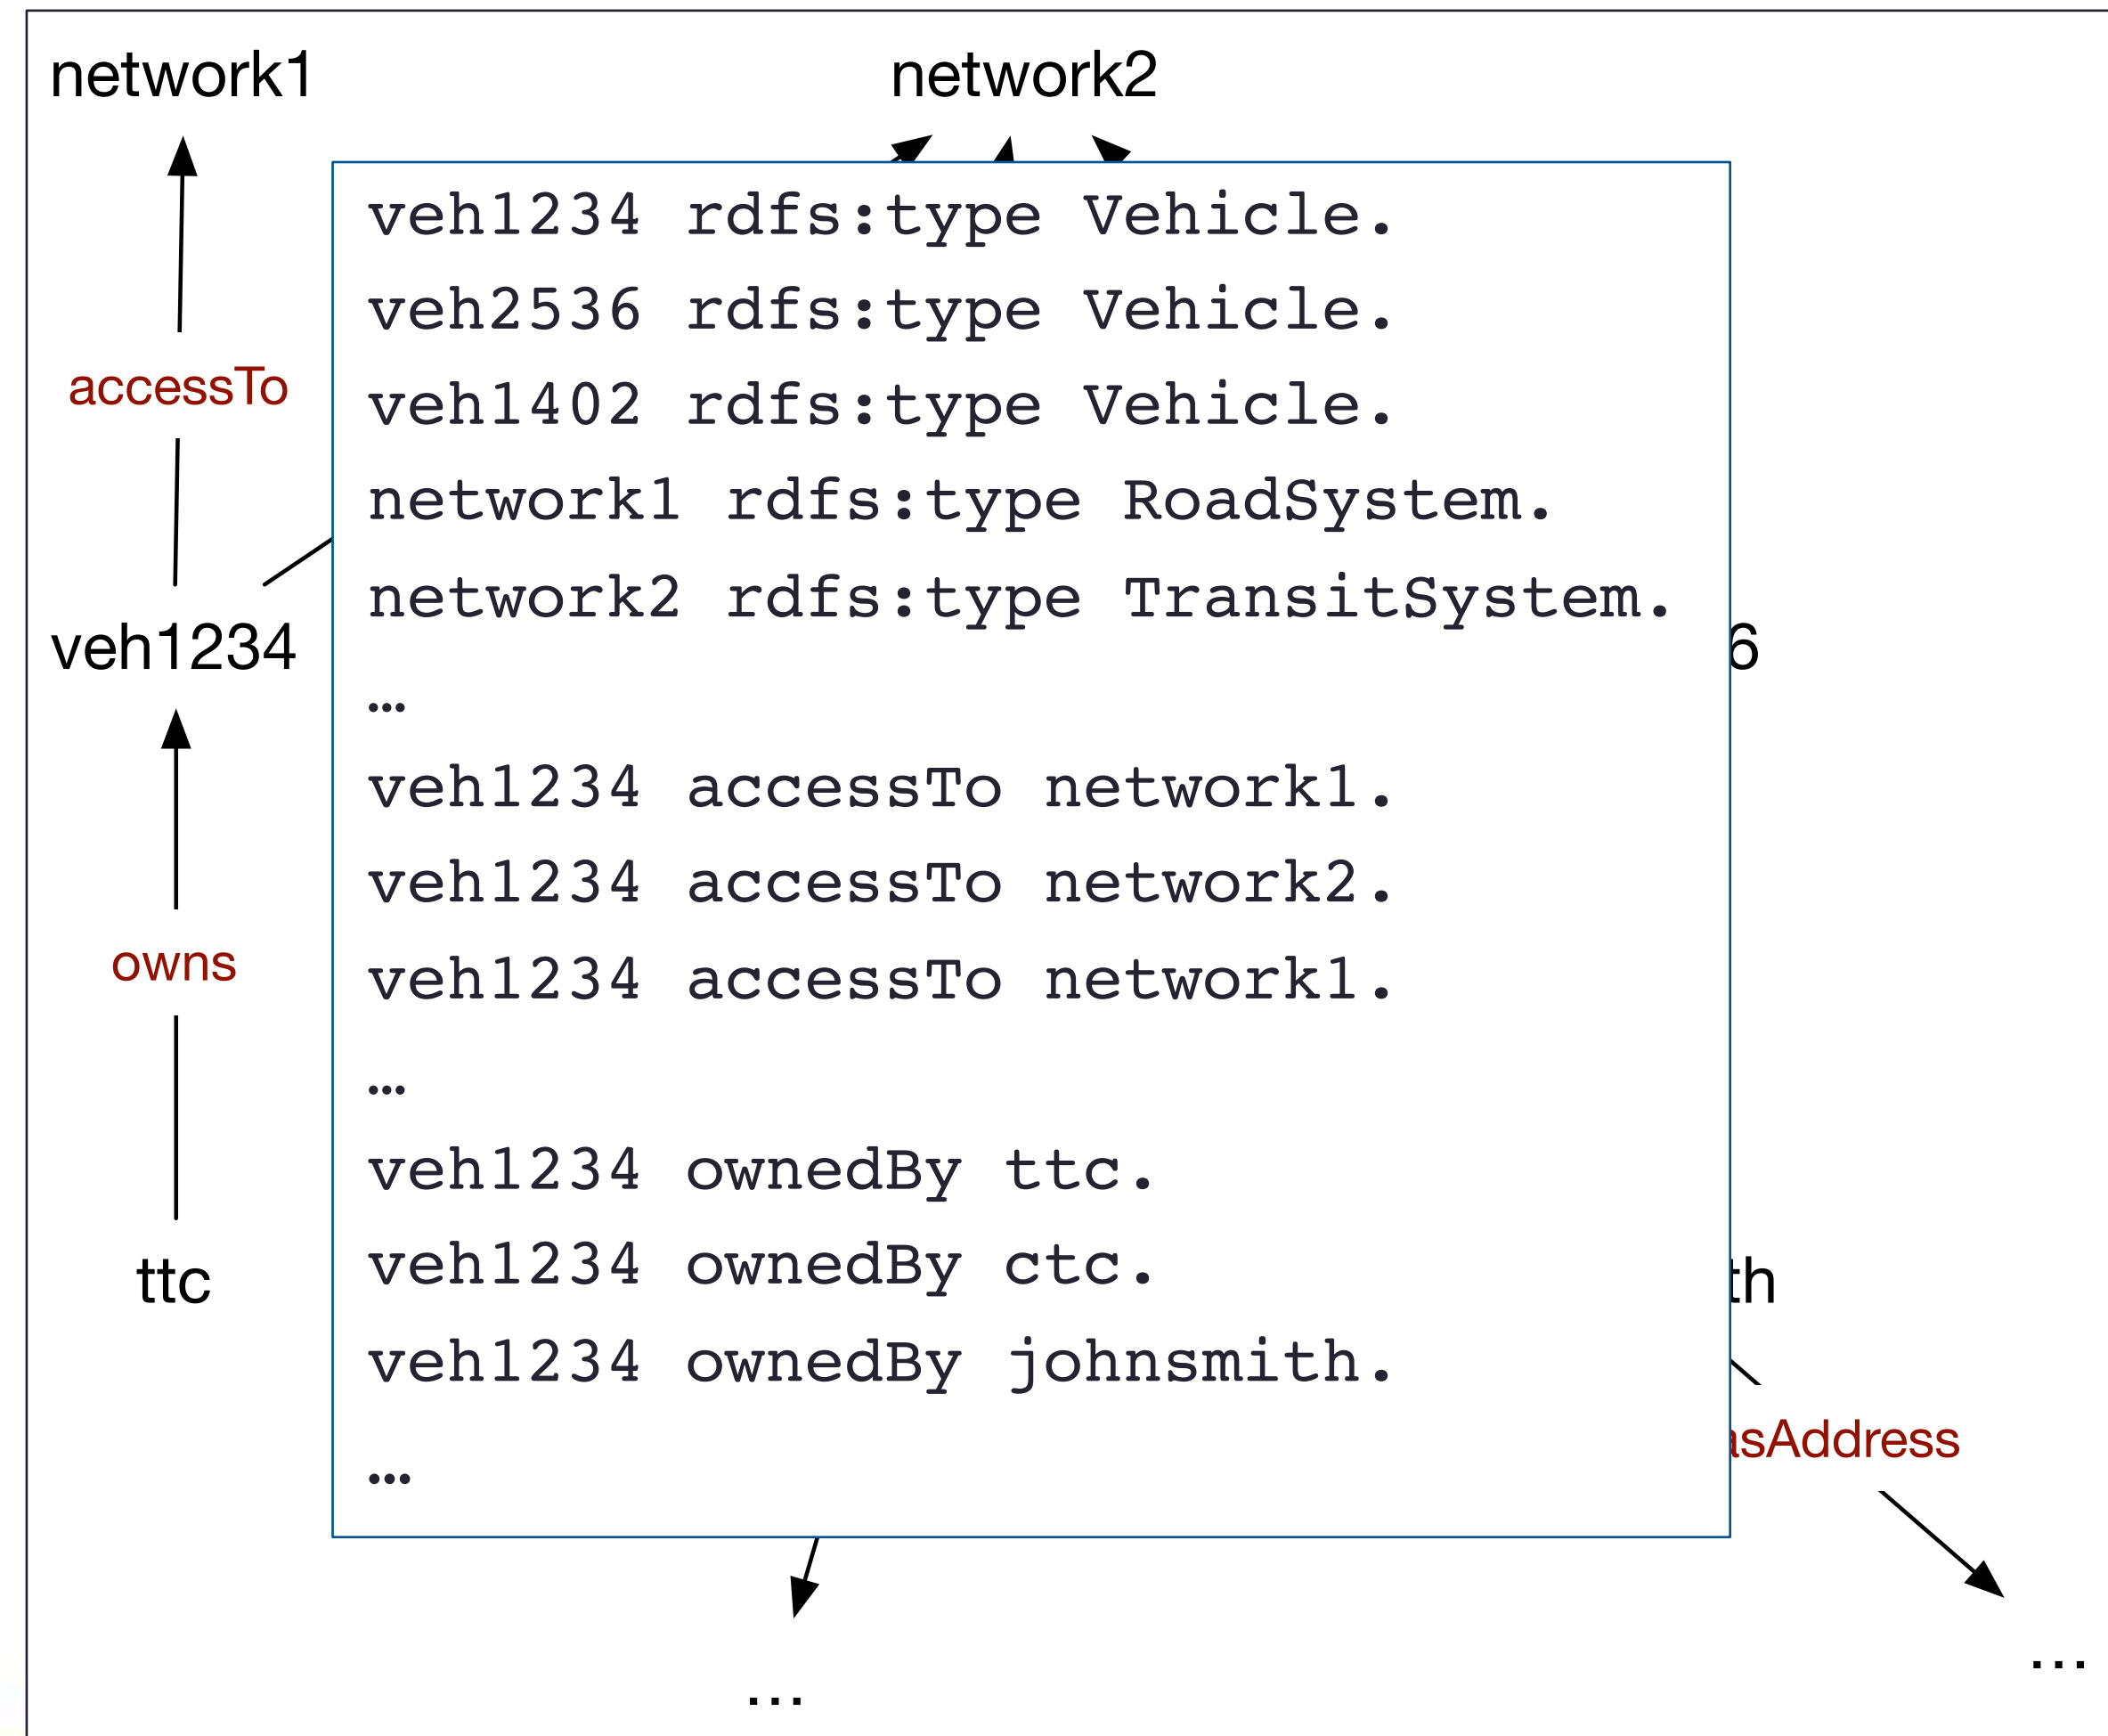 network1
network2
veh1234 rdfs:type Vehicle.
veh2536 rdfs:type Vehicle.
veh1402 rdfs:type Vehicle.
accessTo
network1 rdfs:type RoadSystem.
network2 rdfs:type TransitSystem.
veh1234
6
…
veh1234 accessTo network1.
veh1234 accessTo network2.
owns
veh1234 accessTo network1.
…
veh1234 ownedBy ttc.
veh1234 ownedBy ctc.
ttc
th
veh1234 ownedBy johnsmith.
asAddress
…
...
...